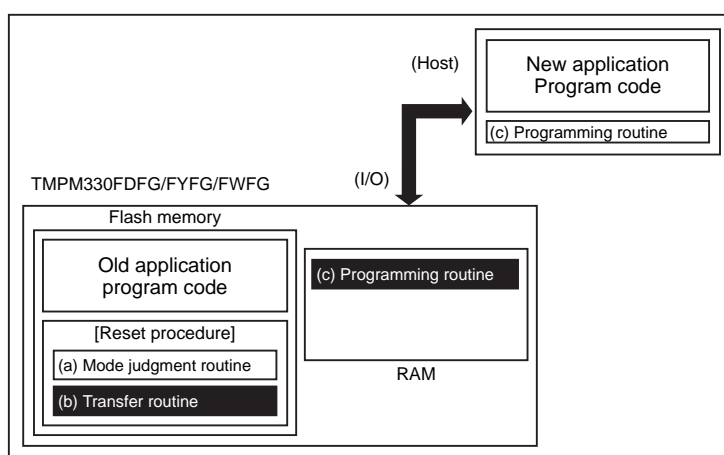 (Host)
New application
Program code
(c) Programming routine
(I/O)
TMPM330FDFG/FYFG/FWFG
Flash memory
Old application
program code
[Reset procedure]
(a) Mode judgment routine
(b) Transfer routine
(c) Programming routine
RAM